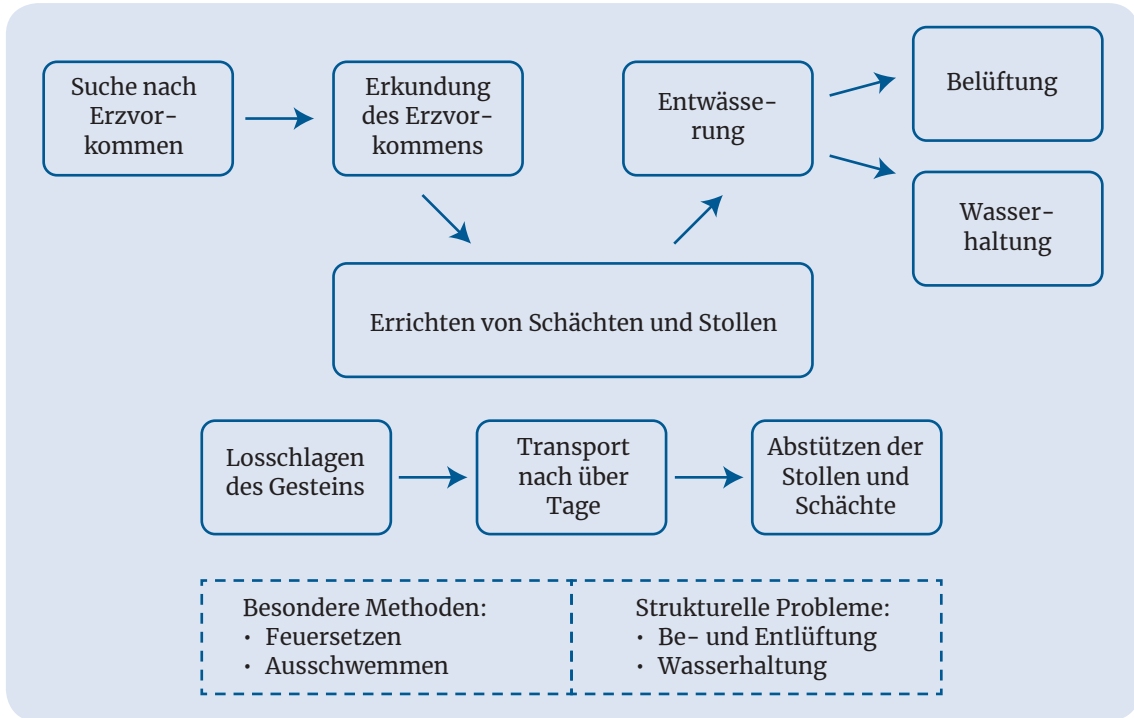 Suche nach
Erzvor-
kommen
Erkundung
des Erzvor-
kommens
Entwässe-
rung
Belüftung
Wasser-
haltung
Errichten von Schächten und Stollen
Losschlagen
des Gesteins
Transport
nach über
Tage
Abstützen der
Stollen und
Schächte
Besondere Methoden:
• Feuersetzen
• Ausschwemmen
Strukturelle Probleme:
• Be- und Entlüftung
• Wasserhaltung